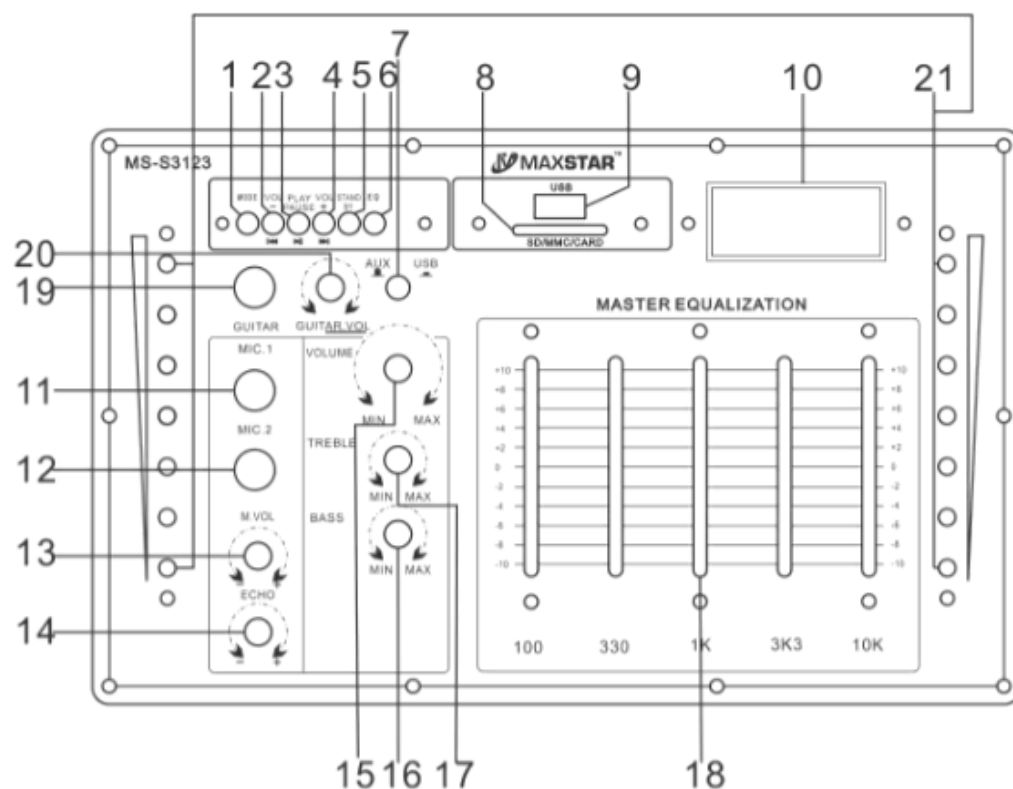 7
1 23 4 5 6 8 9 10 21
MS-S3123
MAXSTAR™
MODE VOL PLAY VOL STAND EQ
- PAUSE + BY
USB
SD/MMC/CARD
20
AUX USB
19
GUITAR GUITAR VOL
MASTER EQUALIZATION
MIC.1 VOLUME
11
MIN MAX
MIC.2
TREBLE
12
MIN MAX
M.VOL BASS
13
- +
MIN MAX
ECHO
14
- +
+10 +10
+8 +8
+6 +6
+4 +4
+2 +2
0 0
-2 -2
-4 -4
-6 -6
-8 -8
-10 -10
100 330 1K 3K3 10K
15 16 17 18